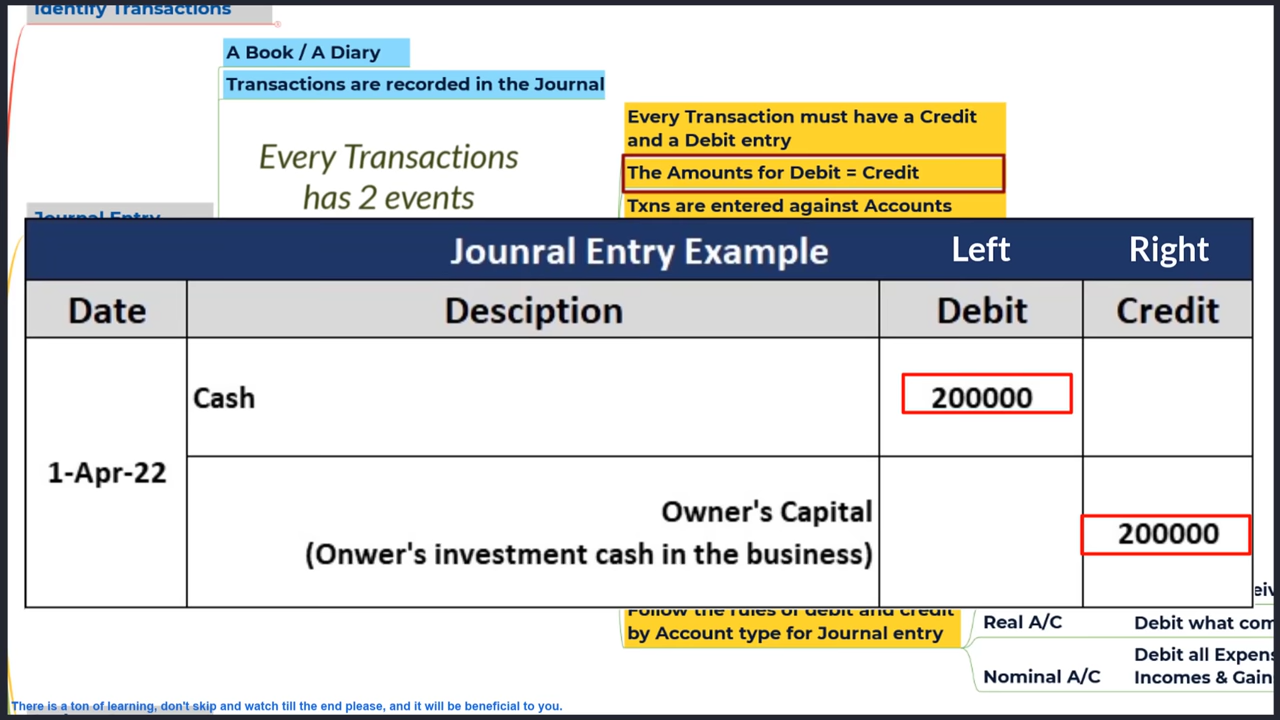 Identify Transactions
A Book / A Diary
Transactions are recorded in the Journal
Every Transactions
has 2 events
Every Transaction must have a Credit
and a Debit entry
The Amounts for Debit = Credit
Txns are entered against Accounts
Journal Entry
Jounral Entry Example Left Right
Date Desciption Debit Credit
Cash 200000
1-Apr-22
Owner's Capital
(Onwer's investment cash in the business) 200000
Follow the rules of debit and credit
by Account type for Journal entry
Real A/C Debit what com
Debit all Expens
Nominal A/C Incomes & Gain
There is a ton of learning, don't skip and watch till the end please, and it will be beneficial to you.